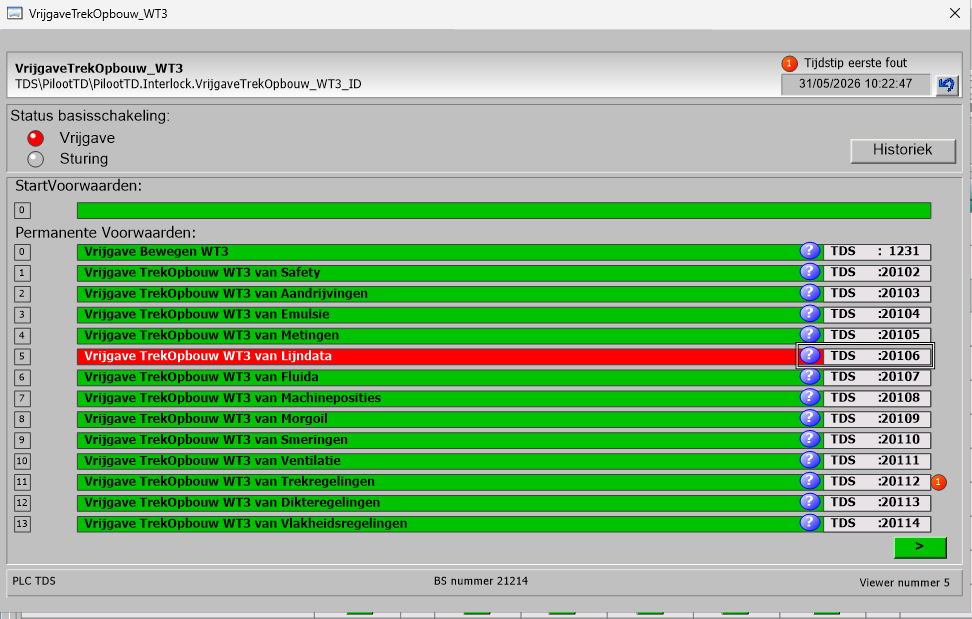 VrijgaveTrekOpbouw_WT3
VrijgaveTrekOpbouw_WT3
TDS\PilootTD\PilootTD.Interlock.VrijgaveTrekOpbouw_WT3_ID
1 Tijdstip eerste fout
31/05/2026 10:22:47
Status basisschakeling:
Vrijgave
Sturing
Historiek
StartVoorwaarden:
0
Permanente Voorwaarden:
0 Vrijgave Bewegen WT3 ? TDS : 1231
1 Vrijgave TrekOpbouw WT3 van Safety ? TDS :20102
2 Vrijgave TrekOpbouw WT3 van Aandrijvingen ? TDS :20103
3 Vrijgave TrekOpbouw WT3 van Emulsie ? TDS :20104
4 Vrijgave TrekOpbouw WT3 van Metingen ? TDS :20105
5 Vrijgave TrekOpbouw WT3 van Lijndata ? TDS :20106
6 Vrijgave TrekOpbouw WT3 van Fluida ? TDS :20107
7 Vrijgave TrekOpbouw WT3 van Machineposities ? TDS :20108
8 Vrijgave TrekOpbouw WT3 van Morgoil ? TDS :20109
9 Vrijgave TrekOpbouw WT3 van Smeringen ? TDS :20110
10 Vrijgave TrekOpbouw WT3 van Ventilatie ? TDS :20111
11 Vrijgave TrekOpbouw WT3 van Trekregelingen ? TDS :20112 1
12 Vrijgave TrekOpbouw WT3 van Dikteregelingen ? TDS :20113
13 Vrijgave TrekOpbouw WT3 van Vlakheidsregelingen ? TDS :20114
>
PLC TDS BS nummer 21214 Viewer nummer 5